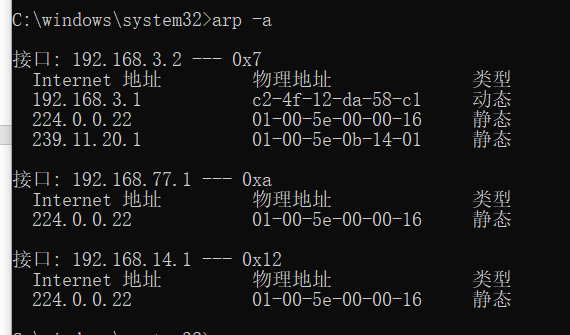 C:\windows\system32>arp -a
接口: 192.168.3.2 --- 0x7
Internet 地址 物理地址 类型
192.168.3.1 c2-4f-12-da-58-c1 动态
224.0.0.22 01-00-5e-00-00-16 静态
239.11.20.1 01-00-5e-0b-14-01 静态
接口: 192.168.77.1 --- 0xa
Internet 地址 物理地址 类型
224.0.0.22 01-00-5e-00-00-16 静态
接口: 192.168.14.1 --- 0x12
Internet 地址 物理地址 类型
224.0.0.22 01-00-5e-00-00-16 静态